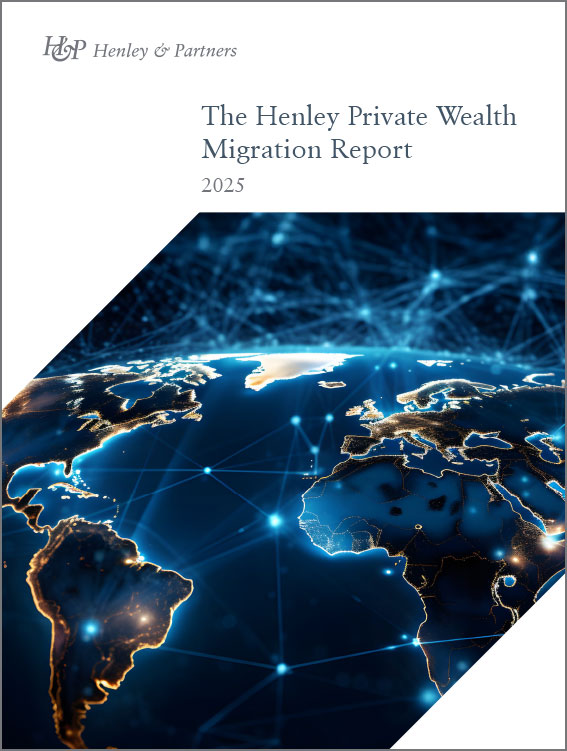 H&P Henley & Partners
The Henley Private Wealth
Migration Report
2025